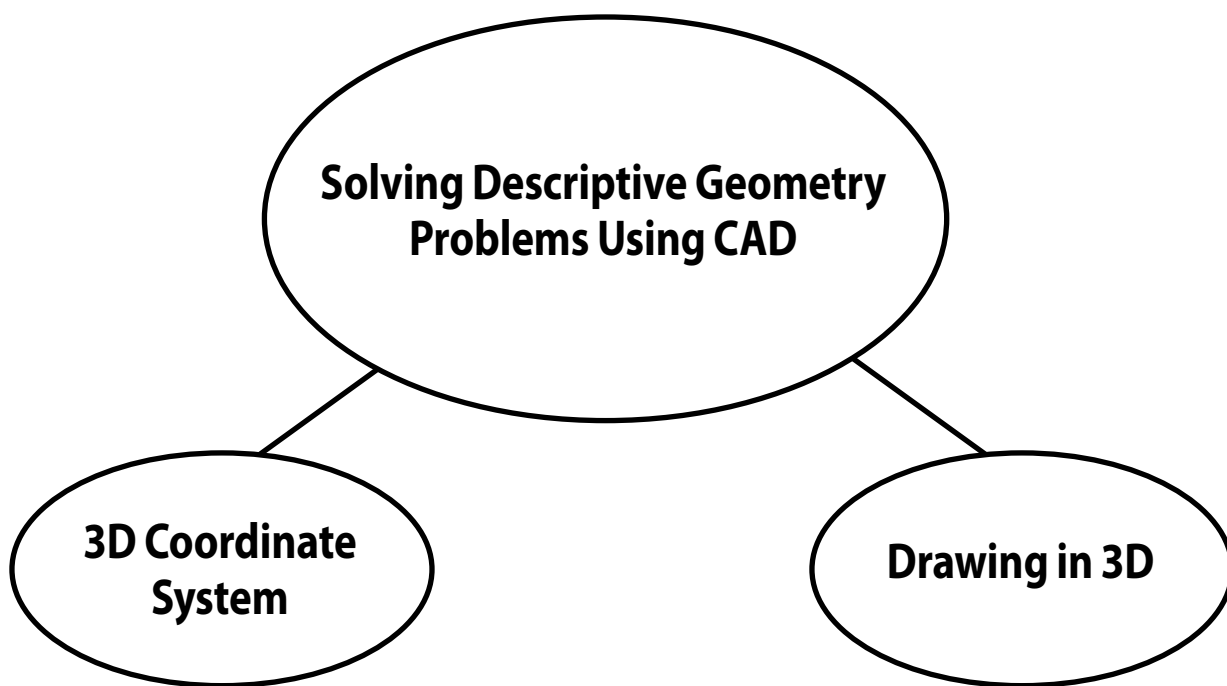 Solving Descriptive Geometry
Problems Using CAD
3D Coordinate
System
Drawing in 3D